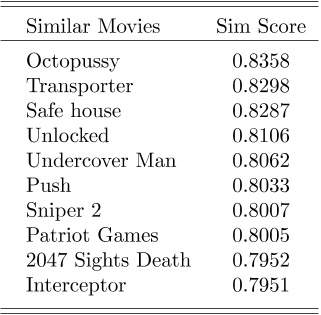 Similar Movies Sim Score
Octopussy 0.8358
Transporter 0.8298
Safe house 0.8287
Unlocked 0.8106
Undercover Man 0.8062
Push 0.8033
Sniper 2 0.8007
Patriot Games 0.8005
2047 Sights Death 0.7952
Interceptor 0.7951